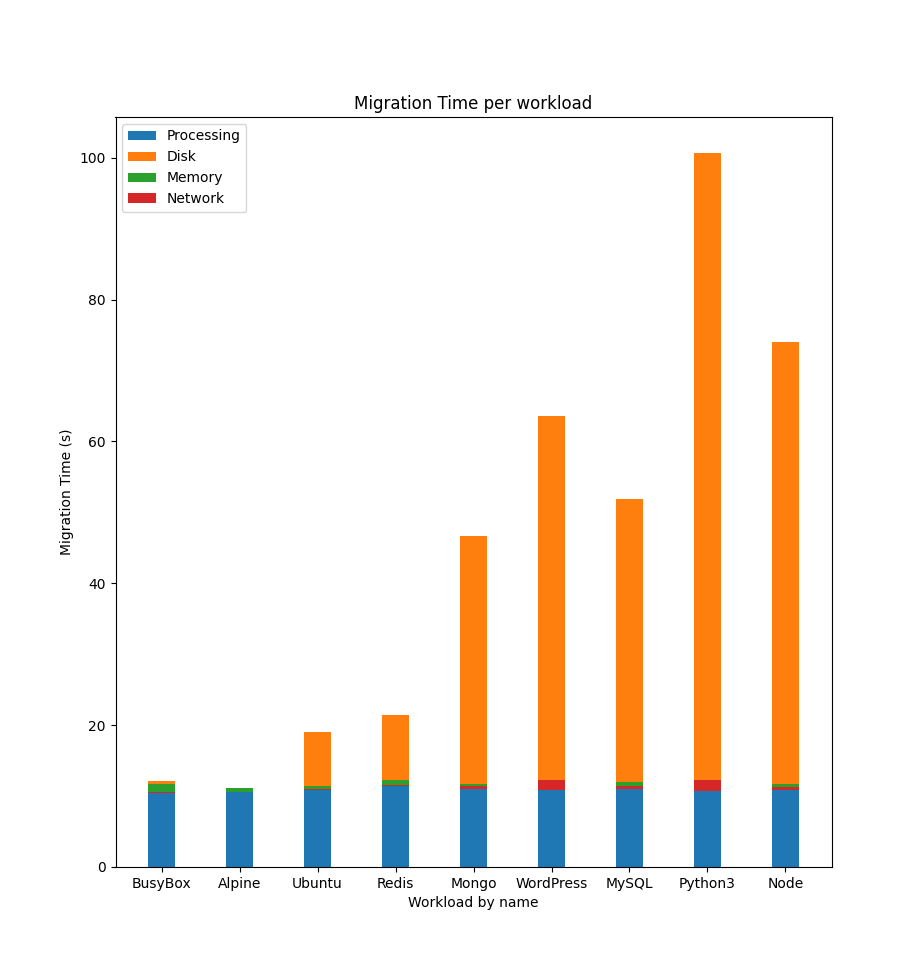 Migration Time per workload
Processing
Disk
Memory
Network
100
80
60
40
20
0
Migration Time (s)
BusyBox Alpine Ubuntu Redis Mongo WordPress MySQL Python3 Node
Workload by name